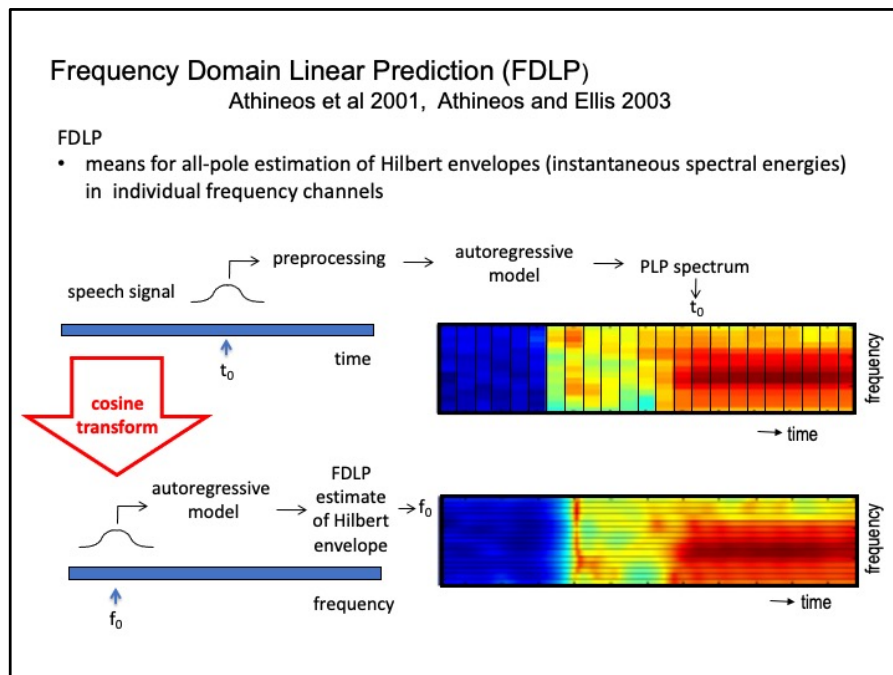 Frequency Domain Linear Prediction (FDLP)
Athineos et al 2001, Athineos and Ellis 2003
FDLP
• means for all-pole estimation of Hilbert envelopes (instantaneous spectral energies)
in individual frequency channels
speech signal
preprocessing
autoregressive
model
PLP spectrum
t₀
time
t₀
frequency
time
cosine
transform
autoregressive
model
FDLP
estimate
of Hilbert
envelope
f₀
frequency
f₀
frequency
time